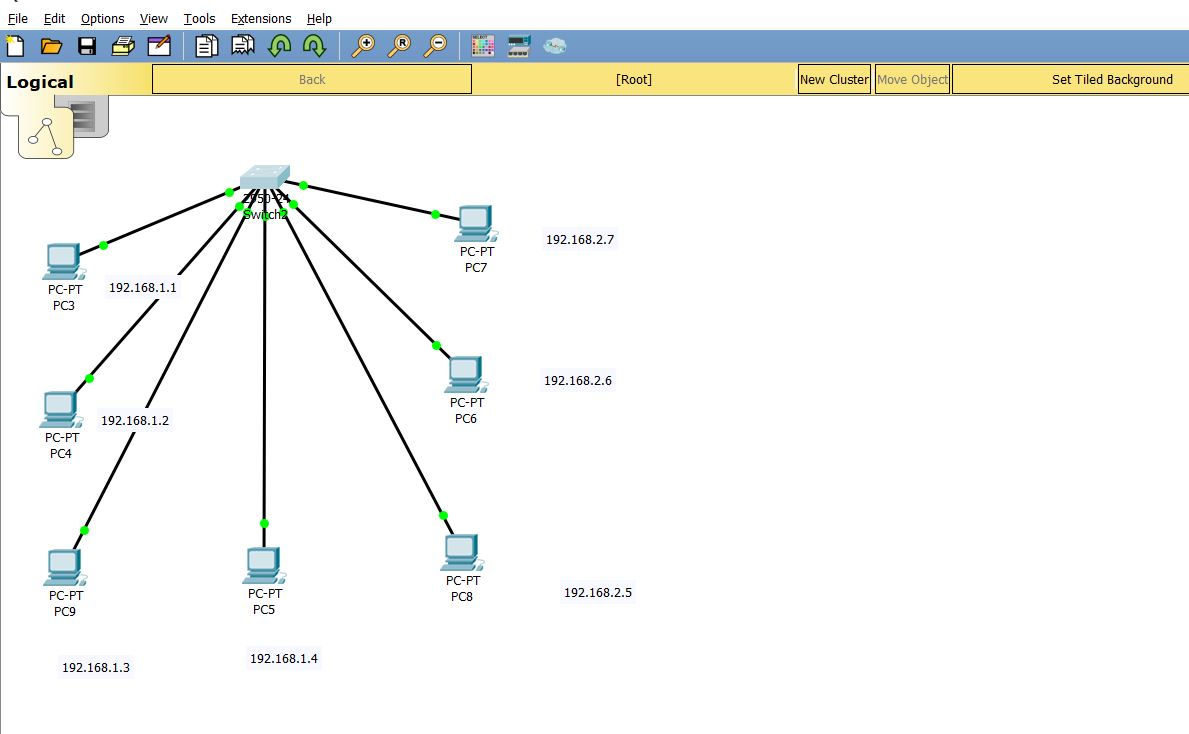 File Edit Options View Tools Extensions Help
Logical
Back
[Root]
New Cluster
Move Object
Set Tiled Background
2950-24
Switch2
PC-PT
PC7
192.168.2.7
PC-PT
PC3
192.168.1.1
PC-PT
PC6
192.168.2.6
PC-PT
PC4
192.168.1.2
PC-PT
PC9
192.168.1.3
PC-PT
PC5
192.168.1.4
PC-PT
PC8
192.168.2.5